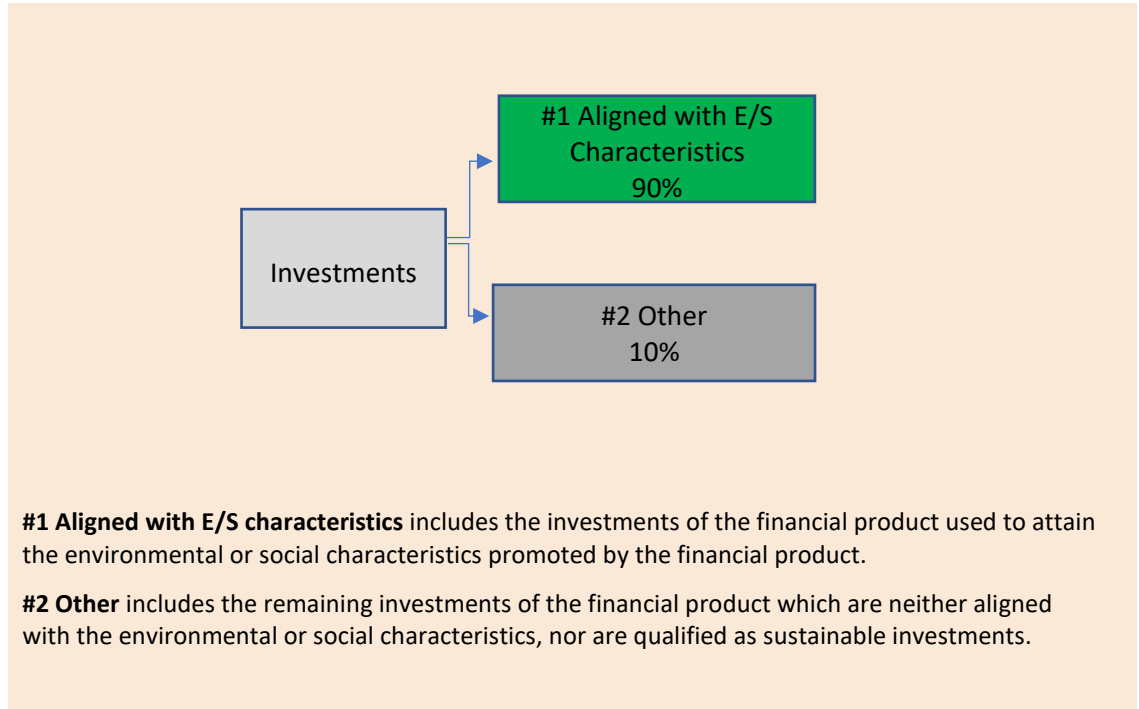 #1 Aligned with E/S
Characteristics
90%
Investments
#2 Other
10%
#1 Aligned with E/S characteristics includes the investments of the financial product used to attain
the environmental or social characteristics promoted by the financial product.
#2 Other includes the remaining investments of the financial product which are neither aligned
with the environmental or social characteristics, nor are qualified as sustainable investments.